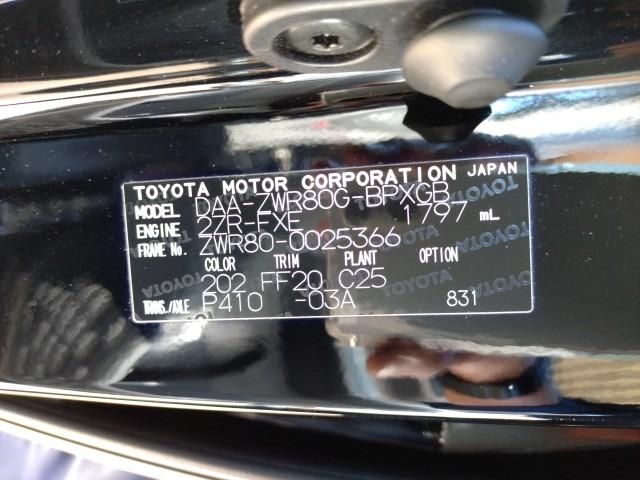 TOYOTA MOTOR CORPORATION JAPAN
MODEL DAA-ZWR80G-BPXGB
ENGINE 2ZR-FXE 1797 mL
FRAME No. ZWR80-0025366
COLOR TRIM PLANT OPTION
202 FF20 C25
TRANS./AXLE P410 -03A 831